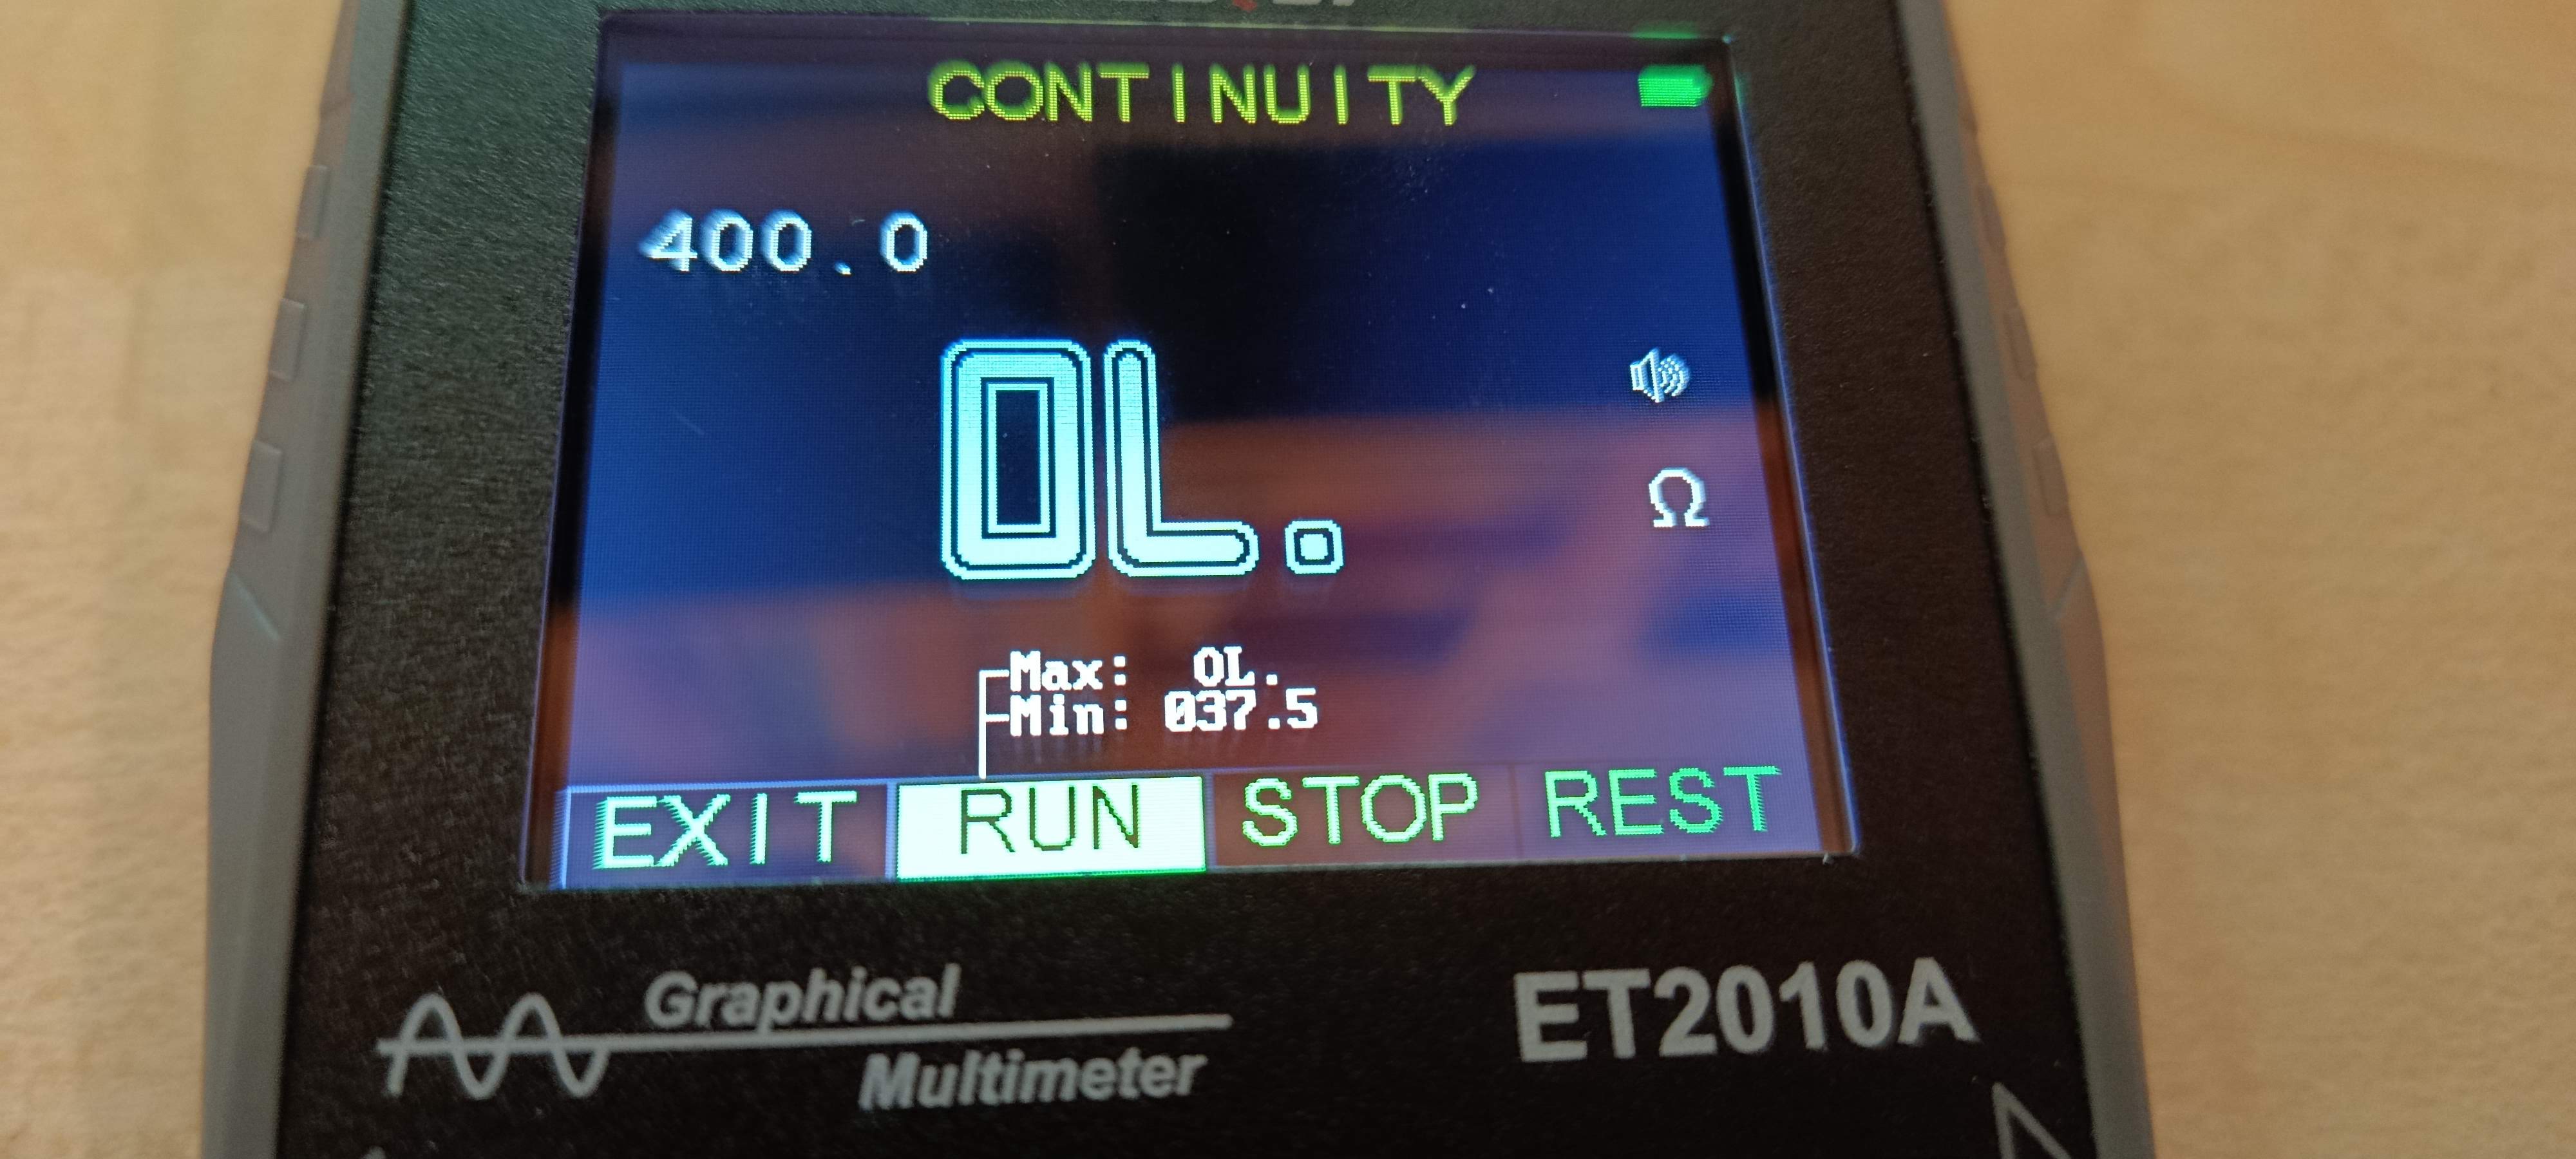 CONTINUITY
400.0
OL.
Ω
Max: OL.
Min: 037.5
EXIT RUN STOP REST
Graphical
Multimeter
ET2010A